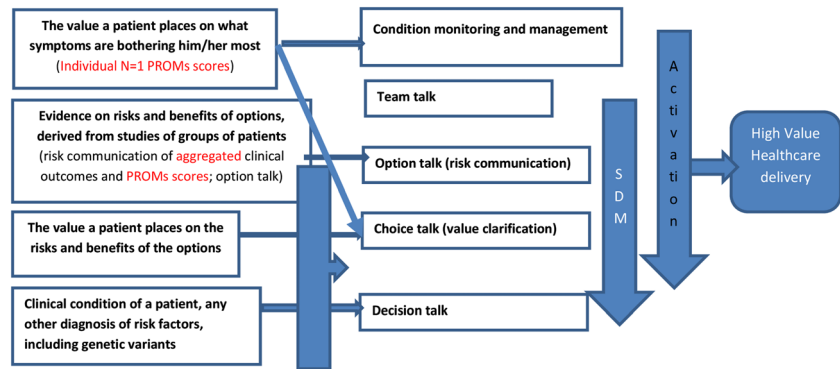 The value a patient places on what
symptoms are bothering him/her most
(Individual N=1 PROMs scores)
Evidence on risks and benefits of options,
derived from studies of groups of patients
(risk communication of aggregated clinical
outcomes and PROMs scores; option talk)
The value a patient places on the
risks and benefits of the options
Clinical condition of a patient, any
other diagnosis of risk factors,
including genetic variants
Condition monitoring and management
Team talk
Option talk (risk communication)
Choice talk (value clarification)
Decision talk
SDM
Activation
High Value
Healthcare
delivery